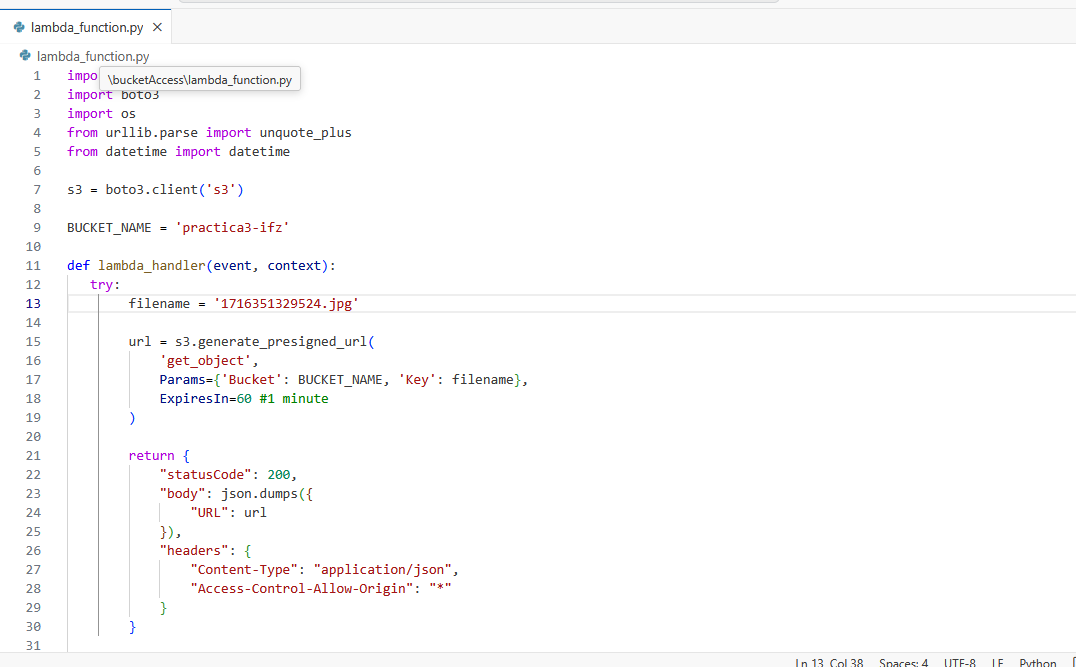 lambda_function.py ×
lambda_function.py
1 impo
\bucketAccess\lambda_function.py
2 import boto3
3 import os
4 from urllib.parse import unquote_plus
5 from datetime import datetime
6
7 s3 = boto3.client('s3')
8
9 BUCKET_NAME = 'practica3-ifz'
10
11 def lambda_handler(event, context):
12 try:
13 filename = '1716351329524.jpg'
14
15 url = s3.generate_presigned_url(
16 'get_object',
17 Params={'Bucket': BUCKET_NAME, 'Key': filename},
18 ExpiresIn=60 #1 minute
19 )
20
21 return {
22 "statusCode": 200,
23 "body": json.dumps({
24 "URL": url
25 }),
26 "headers": {
27 "Content-Type": "application/json",
28 "Access-Control-Allow-Origin": "*"
29 }
30 }
31
Ln 13, Col 38 Spaces: 4 UTF-8 LF Python